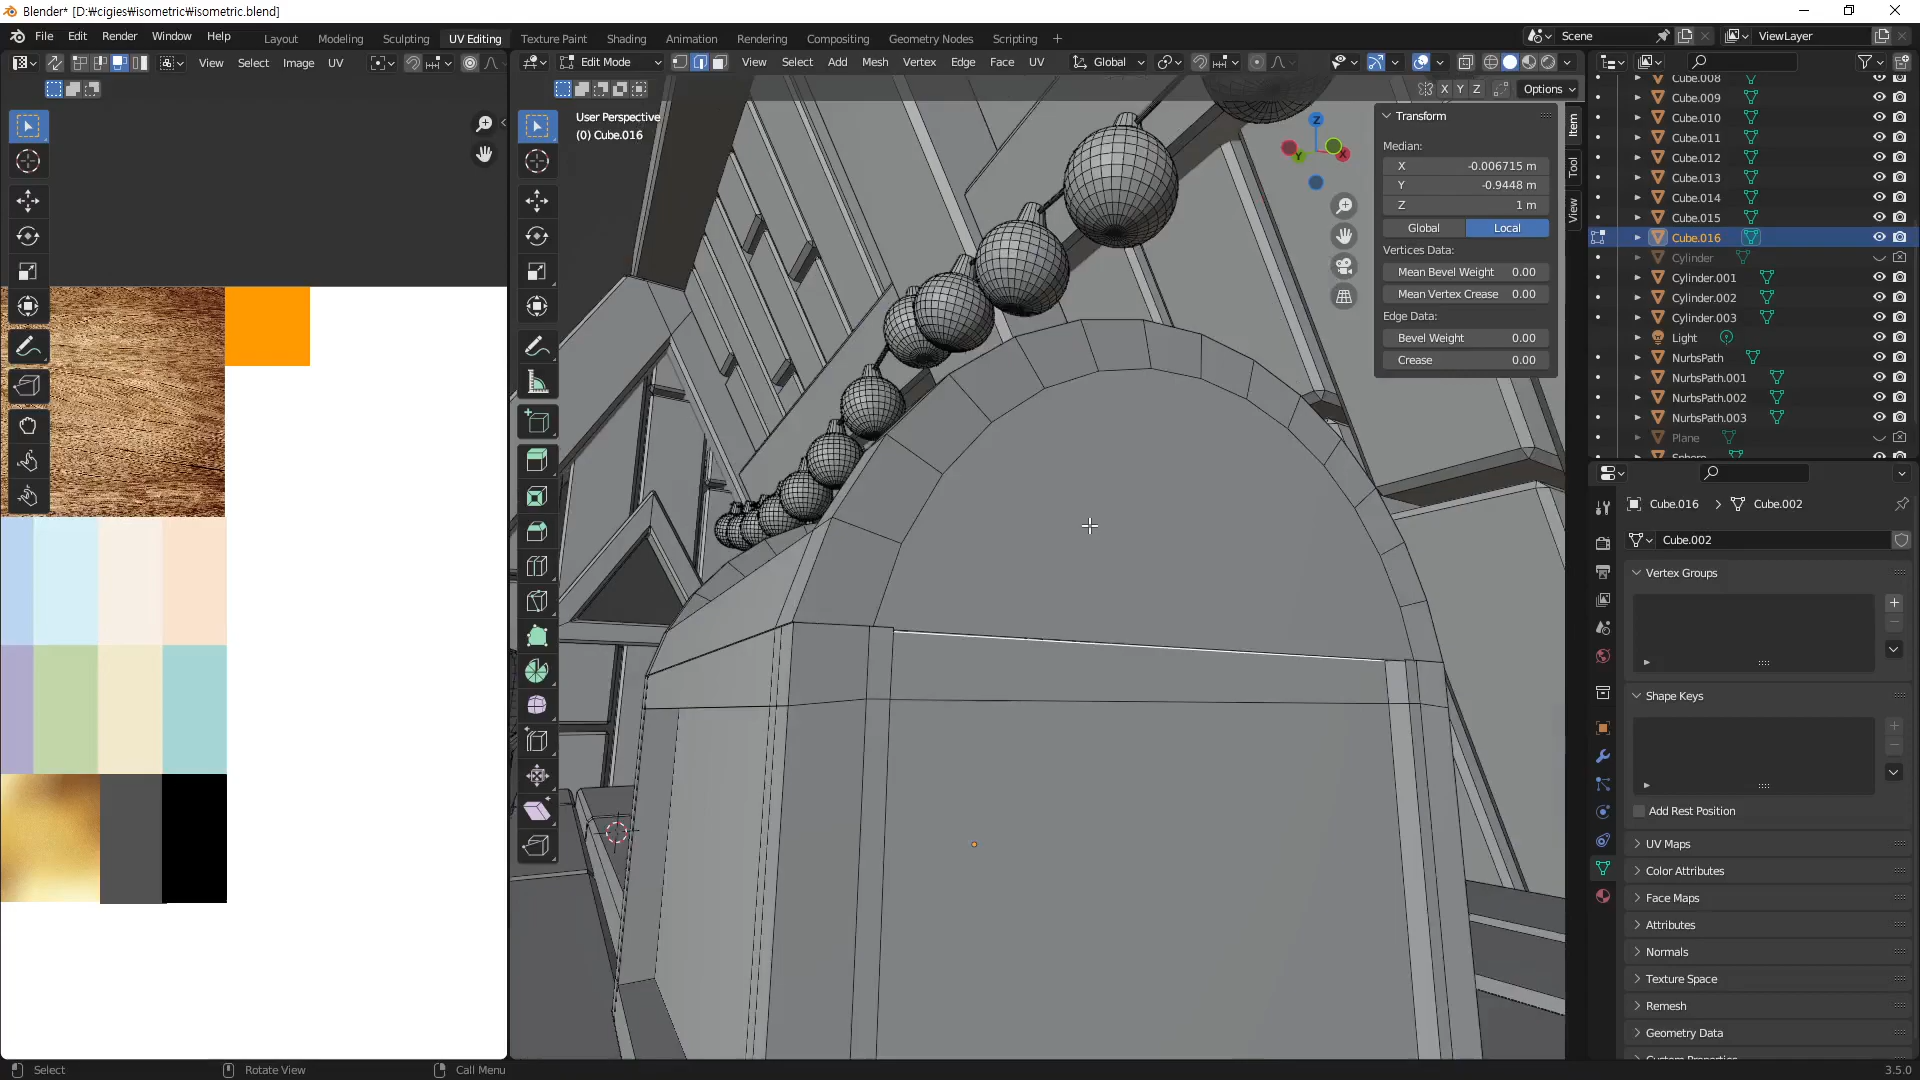 Blender* [D:₩cigies₩isometric₩isometric.blend]
File Edit Render Window Help Layout Modeling Sculpting UV Editing Texture Paint Shading Animation Rendering Compositing Geometry Nodes Scripting + Scene ViewLayer
View Select Image UV
Edit Mode View Select Add Mesh Vertex Edge Face UV Global
X Y Z Options
User Perspective
(0) Cube.016
Z
Y
X
Transform
Median:
X -0.006715 m
Y -0.9448 m
Z 1 m
Global Local
Vertices Data:
Mean Bevel Weight 0.00
Mean Vertex Crease 0.00
Edge Data:
Bevel Weight 0.00
Crease 0.00
Item
Tool
View
Cube.008
Cube.009
Cube.010
Cube.011
Cube.012
Cube.013
Cube.014
Cube.015
Cube.016
Cylinder
Cylinder.001
Cylinder.002
Cylinder.003
Light
NurbsPath
NurbsPath.001
NurbsPath.002
NurbsPath.003
Plane
Sphere
Cube.016 > Cube.002
Cube.002
Vertex Groups
Shape Keys
Add Rest Position
UV Maps
Color Attributes
Face Maps
Attributes
Normals
Texture Space
Remesh
Geometry Data
Custom Properties
Select Rotate View Call Menu 3.5.0